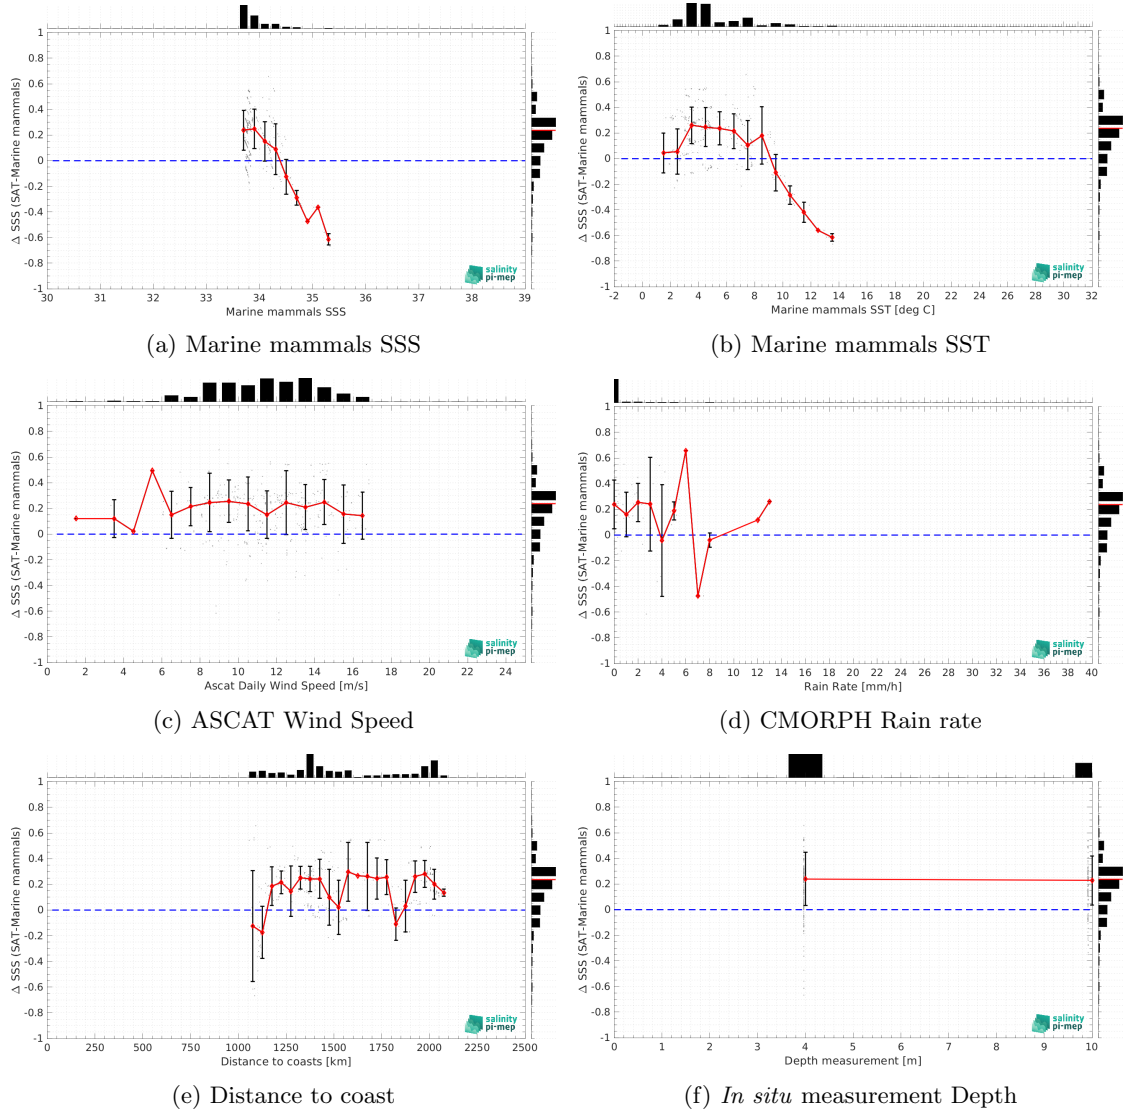 1
0.8
0.6
0.4
0.2
0
-0.2
-0.4
-0.6
-0.8
-1
Δ SSS (SAT-Marine mammals)
30 31 32 33 34 35 36 37 38 39
Marine mammals SSS
salinity
pi-mep
(a) Marine mammals SSS
1
0.8
0.6
0.4
0.2
0
-0.2
-0.4
-0.6
-0.8
-1
Δ SSS (SAT-Marine mammals)
-2 0 2 4 6 8 10 12 14 16 18 20 22 24 26 28 30 32
Marine mammals SST [deg C]
salinity
pi-mep
(b) Marine mammals SST
1
0.8
0.6
0.4
0.2
0
-0.2
-0.4
-0.6
-0.8
-1
Δ SSS (SAT-Marine mammals)
0 2 4 6 8 10 12 14 16 18 20 22 24
Ascat Daily Wind Speed [m/s]
salinity
pi-mep
(c) ASCAT Wind Speed
1
0.8
0.6
0.4
0.2
0
-0.2
-0.4
-0.6
-0.8
-1
Δ SSS (SAT-Marine mammals)
0 2 4 6 8 10 12 14 16 18 20 22 24 26 28 30 32 34 36 38 40
Rain Rate [mm/h]
salinity
pi-mep
(d) CMORPH Rain rate
1
0.8
0.6
0.4
0.2
0
-0.2
-0.4
-0.6
-0.8
-1
Δ SSS (SAT-Marine mammals)
0 250 500 750 1000 1250 1500 1750 2000 2250 2500
Distance to coasts [km]
salinity
pi-mep
(e) Distance to coast
1
0.8
0.6
0.4
0.2
0
-0.2
-0.4
-0.6
-0.8
-1
Δ SSS (SAT-Marine mammals)
0 1 2 3 4 5 6 7 8 9 10
Depth measurement [m]
salinity
pi-mep
(f) In situ measurement Depth